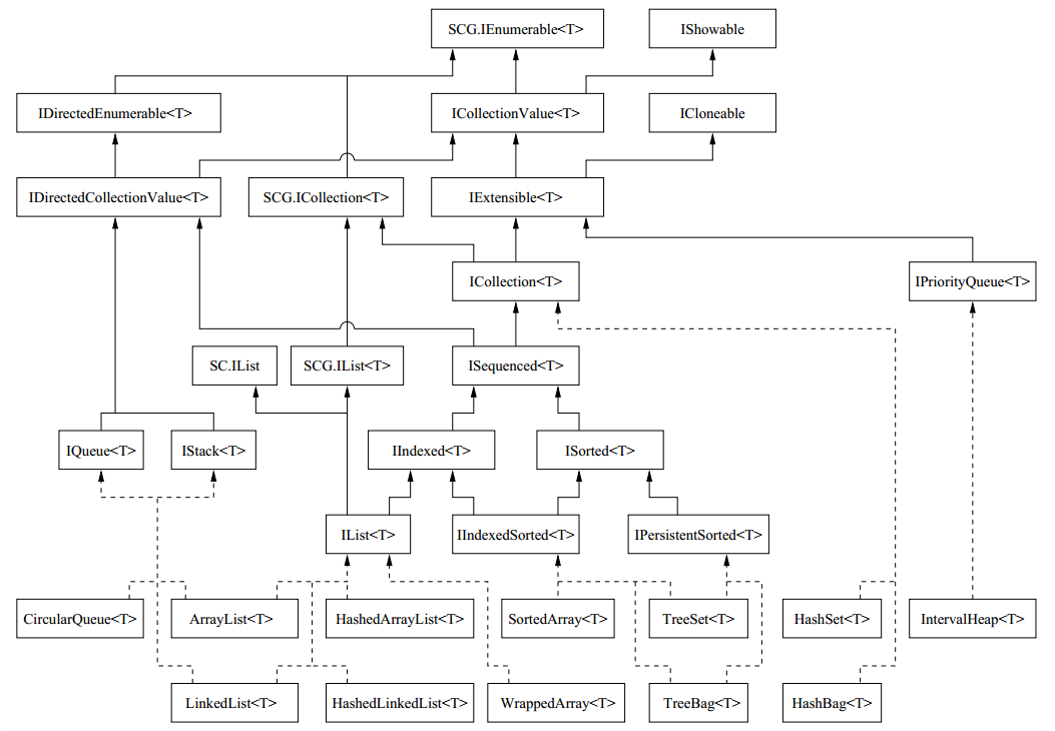 SCG.IEnumerable<T>
IShowable
IDirectedEnumerable<T>
ICollectionValue<T>
ICloneable
IDirectedCollectionValue<T>
SCG.ICollection<T>
IExtensible<T>
ICollection<T>
IPriorityQueue<T>
SC.IList
SCG.IList<T>
ISequenced<T>
IQueue<T>
IStack<T>
IIndexed<T>
ISorted<T>
IList<T>
IIndexedSorted<T>
IPersistentSorted<T>
CircularQueue<T>
ArrayList<T>
HashedArrayList<T>
SortedArray<T>
TreeSet<T>
HashSet<T>
IntervalHeap<T>
LinkedList<T>
HashedLinkedList<T>
WrappedArray<T>
TreeBag<T>
HashBag<T>